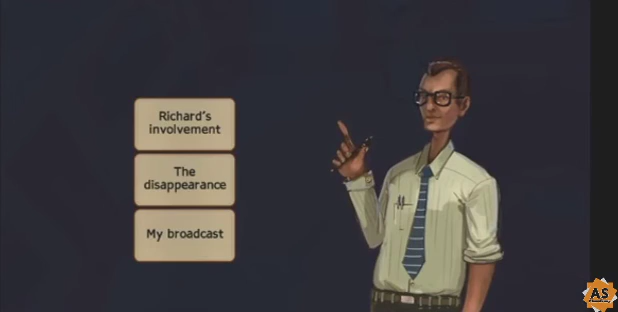 Richard's
involvement
The
disappearance
My broadcast
AS